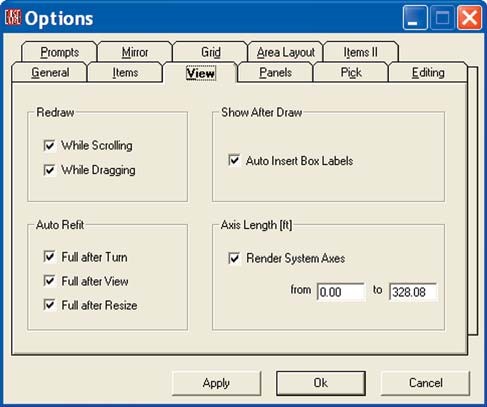 EASE
Options
Prompts Mirror Grid Area Layout Items II
General Items View Panels Pick Editing
Redraw
While Scrolling
While Dragging
Show After Draw
Auto Insert Box Labels
Auto Refit
Full after Turn
Full after View
Full after Resize
Axis Length [ft]
Render System Axes
from 0.00 to 328.08
Apply Ok Cancel